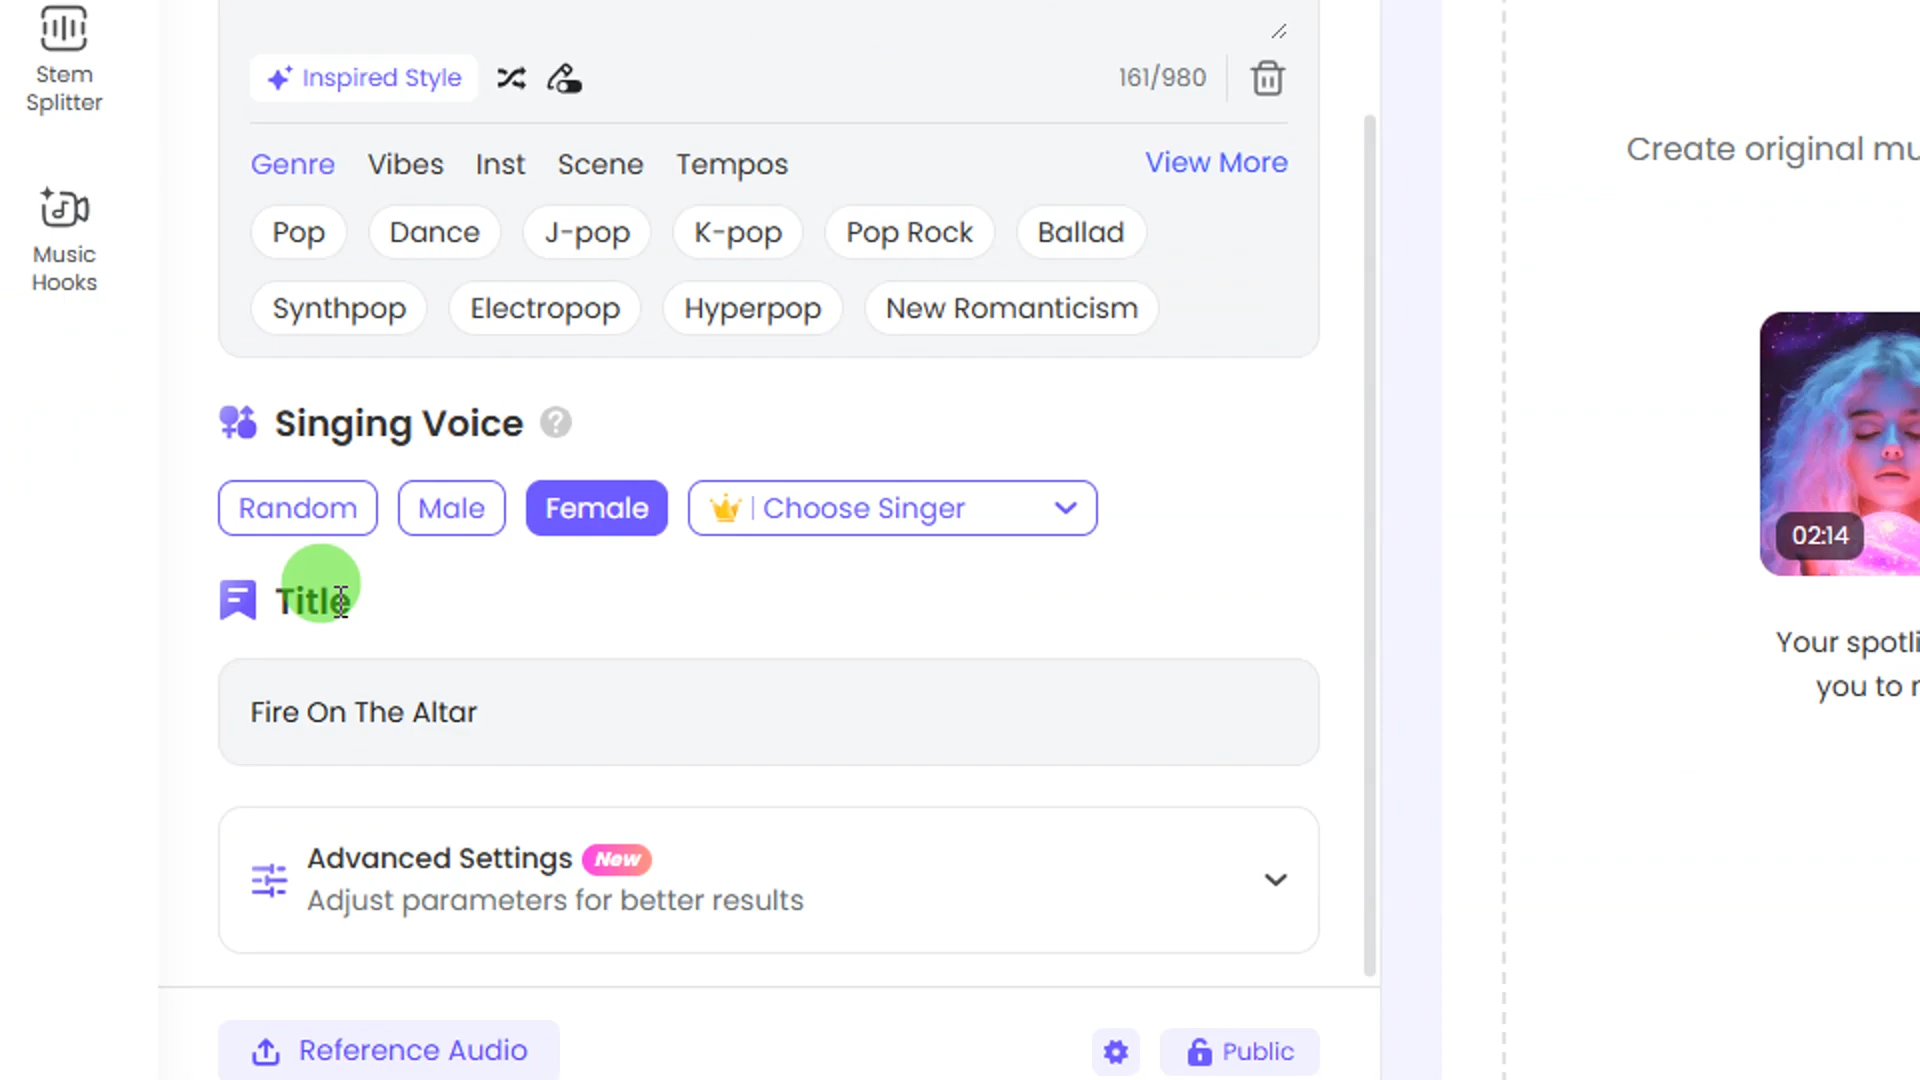 Stem
Splitter
Music
Hooks
Inspired Style
161/980
Genre Vibes Inst Scene Tempos View More
Pop Dance J-pop K-pop Pop Rock Ballad
Synthpop Electropop Hyperpop New Romanticism
Singing Voice ?
Random Male Female Choose Singer
Title
Fire On The Altar
Advanced Settings New
Adjust parameters for better results
Reference Audio
Public
Create original mu
02:14
Your spotli
you to r